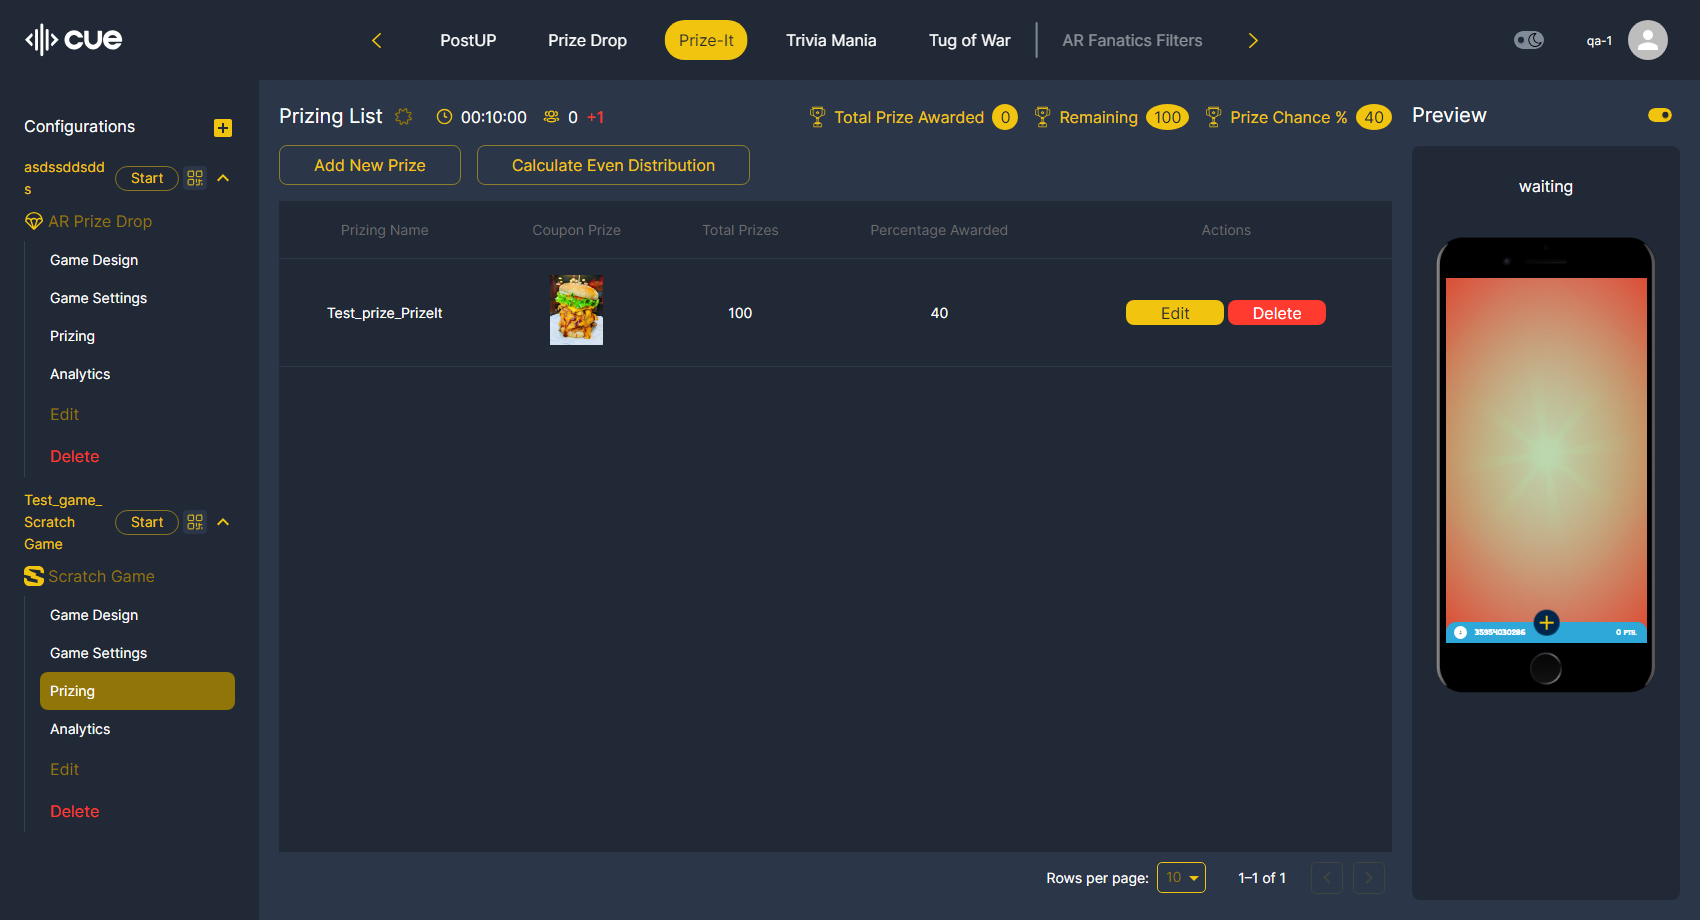 cue
PostUP
Prize Drop
Prize-It
Trivia Mania
Tug of War
AR Fanatics Filters
qa-1
Configurations
asdssddsdd
s
Start
AR Prize Drop
Game Design
Game Settings
Prizing
Analytics
Edit
Delete
Test_game_
Scratch
Game
Start
Scratch Game
Game Design
Game Settings
Prizing
Analytics
Edit
Delete
Prizing List
00:10:00
0 +1
Total Prize Awarded 0
Remaining 100
Prize Chance % 40
Add New Prize
Calculate Even Distribution
Prizing Name Coupon Prize Total Prizes Percentage Awarded Actions
Test_prize_PrizeIt 100 40 Edit Delete
Rows per page: 10 1–1 of 1
Preview
waiting
35954030286 0 PTS.